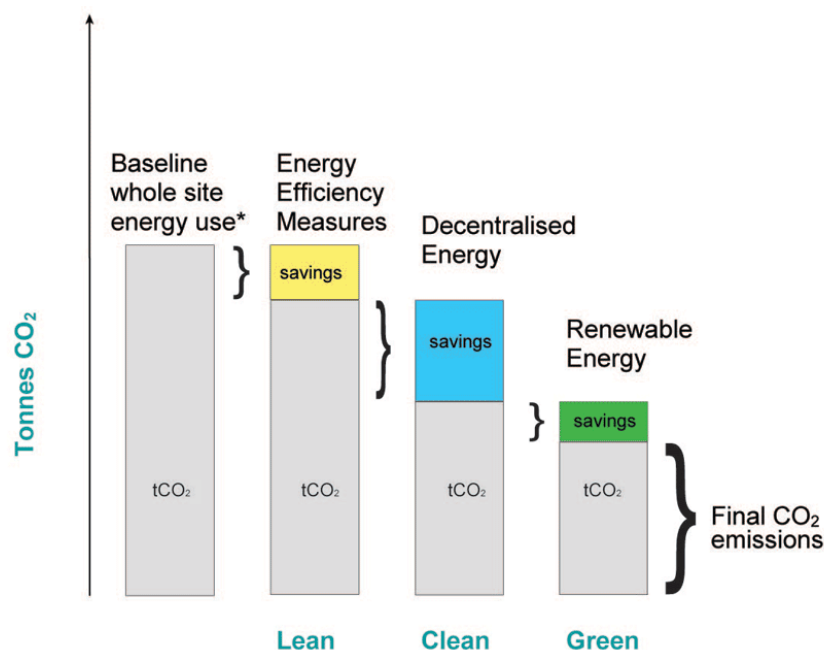 Baseline
whole site
energy use*
Energy
Efficiency
Measures
Decentralised
Energy
Renewable
Energy
savings
savings
savings
Tonnes CO₂
tCO₂
tCO₂
tCO₂
tCO₂
Final CO₂
emissions
Lean
Clean
Green